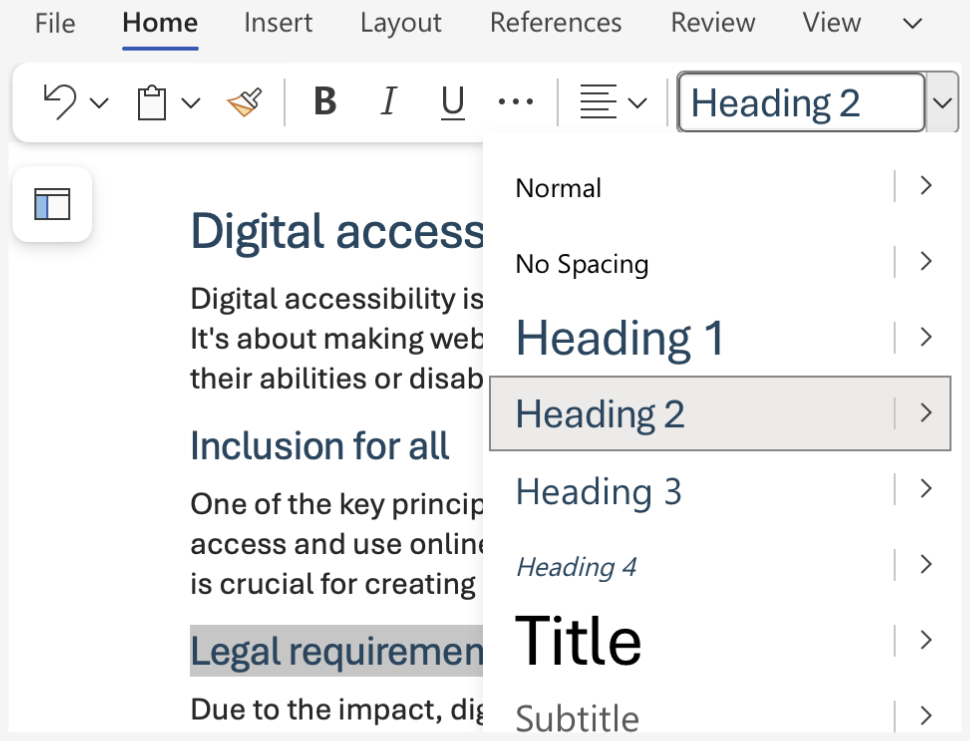 File Home Insert Layout References Review View
B I U ... Heading 2
Normal
No Spacing
Heading 1
Heading 2
Heading 3
Heading 4
Title
Subtitle
Digital access
Digital accessibility is
It's about making web
their abilities or disab
Inclusion for all
One of the key princip
access and use online
is crucial for creating
Legal requiremen
Due to the impact, dig